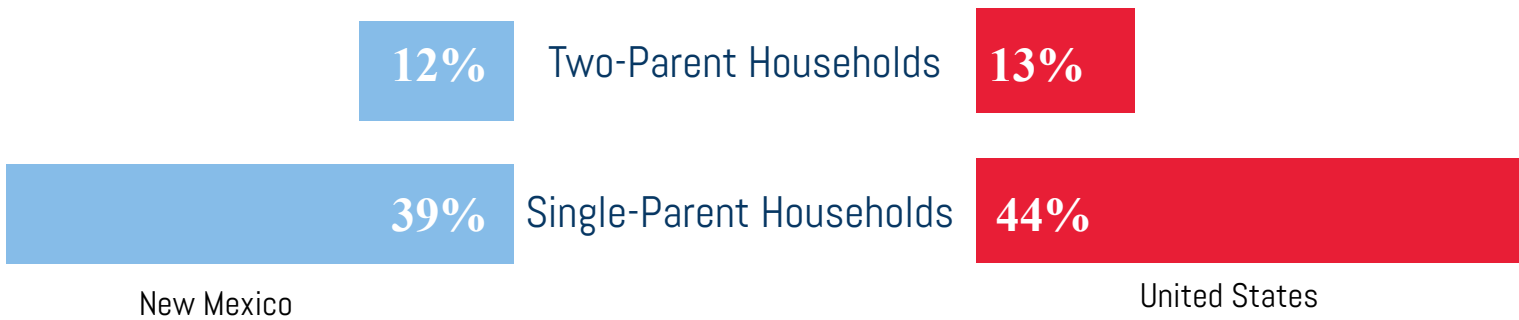 12% Two-Parent Households 13%
39% Single-Parent Households 44%
New Mexico
United States